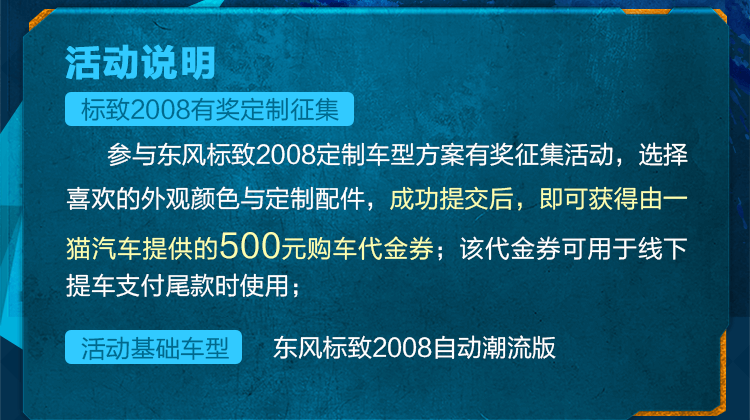 活动说明
标致2008有奖定制征集
参与东风标致2008定制车型方案有奖征集活动，选择
喜欢的外观颜色与定制配件，成功提交后，即可获得由一
猫汽车提供的500元购车代金券；该代金券可用于线下
提车支付尾款时使用；
活动基础车型 东风标致2008自动潮流版